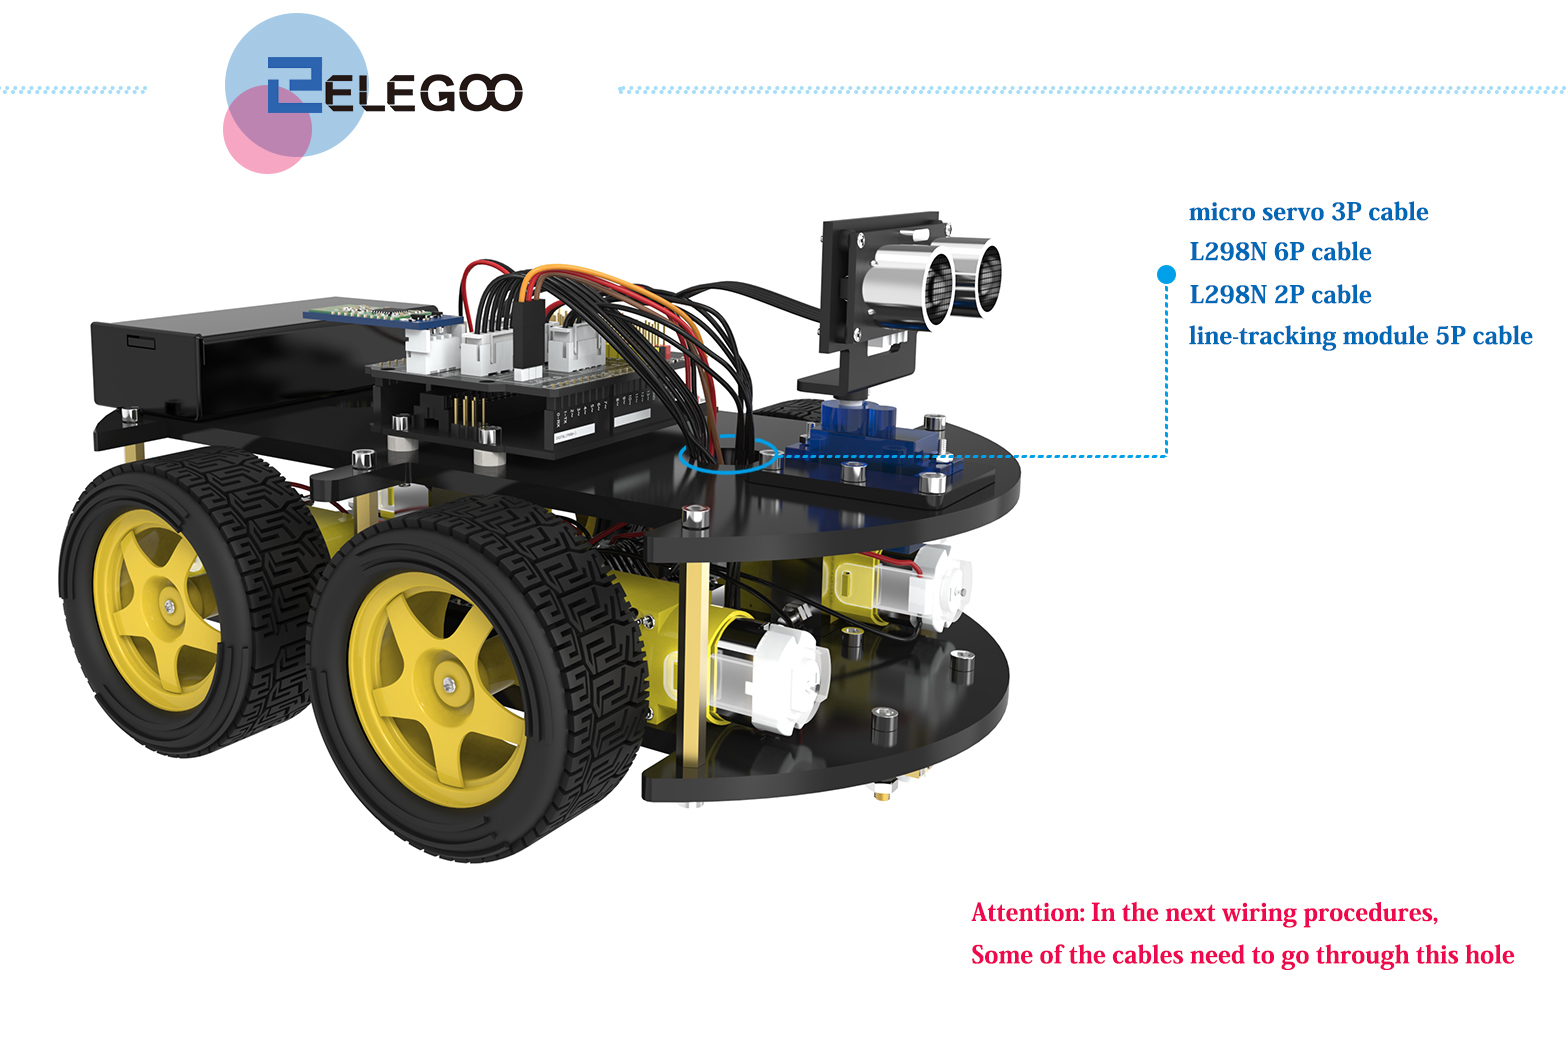 ELEGOO
micro servo 3P cable
L298N 6P cable
L298N 2P cable
line-tracking module 5P cable
Attention: In the next wiring procedures,
Some of the cables need to go through this hole